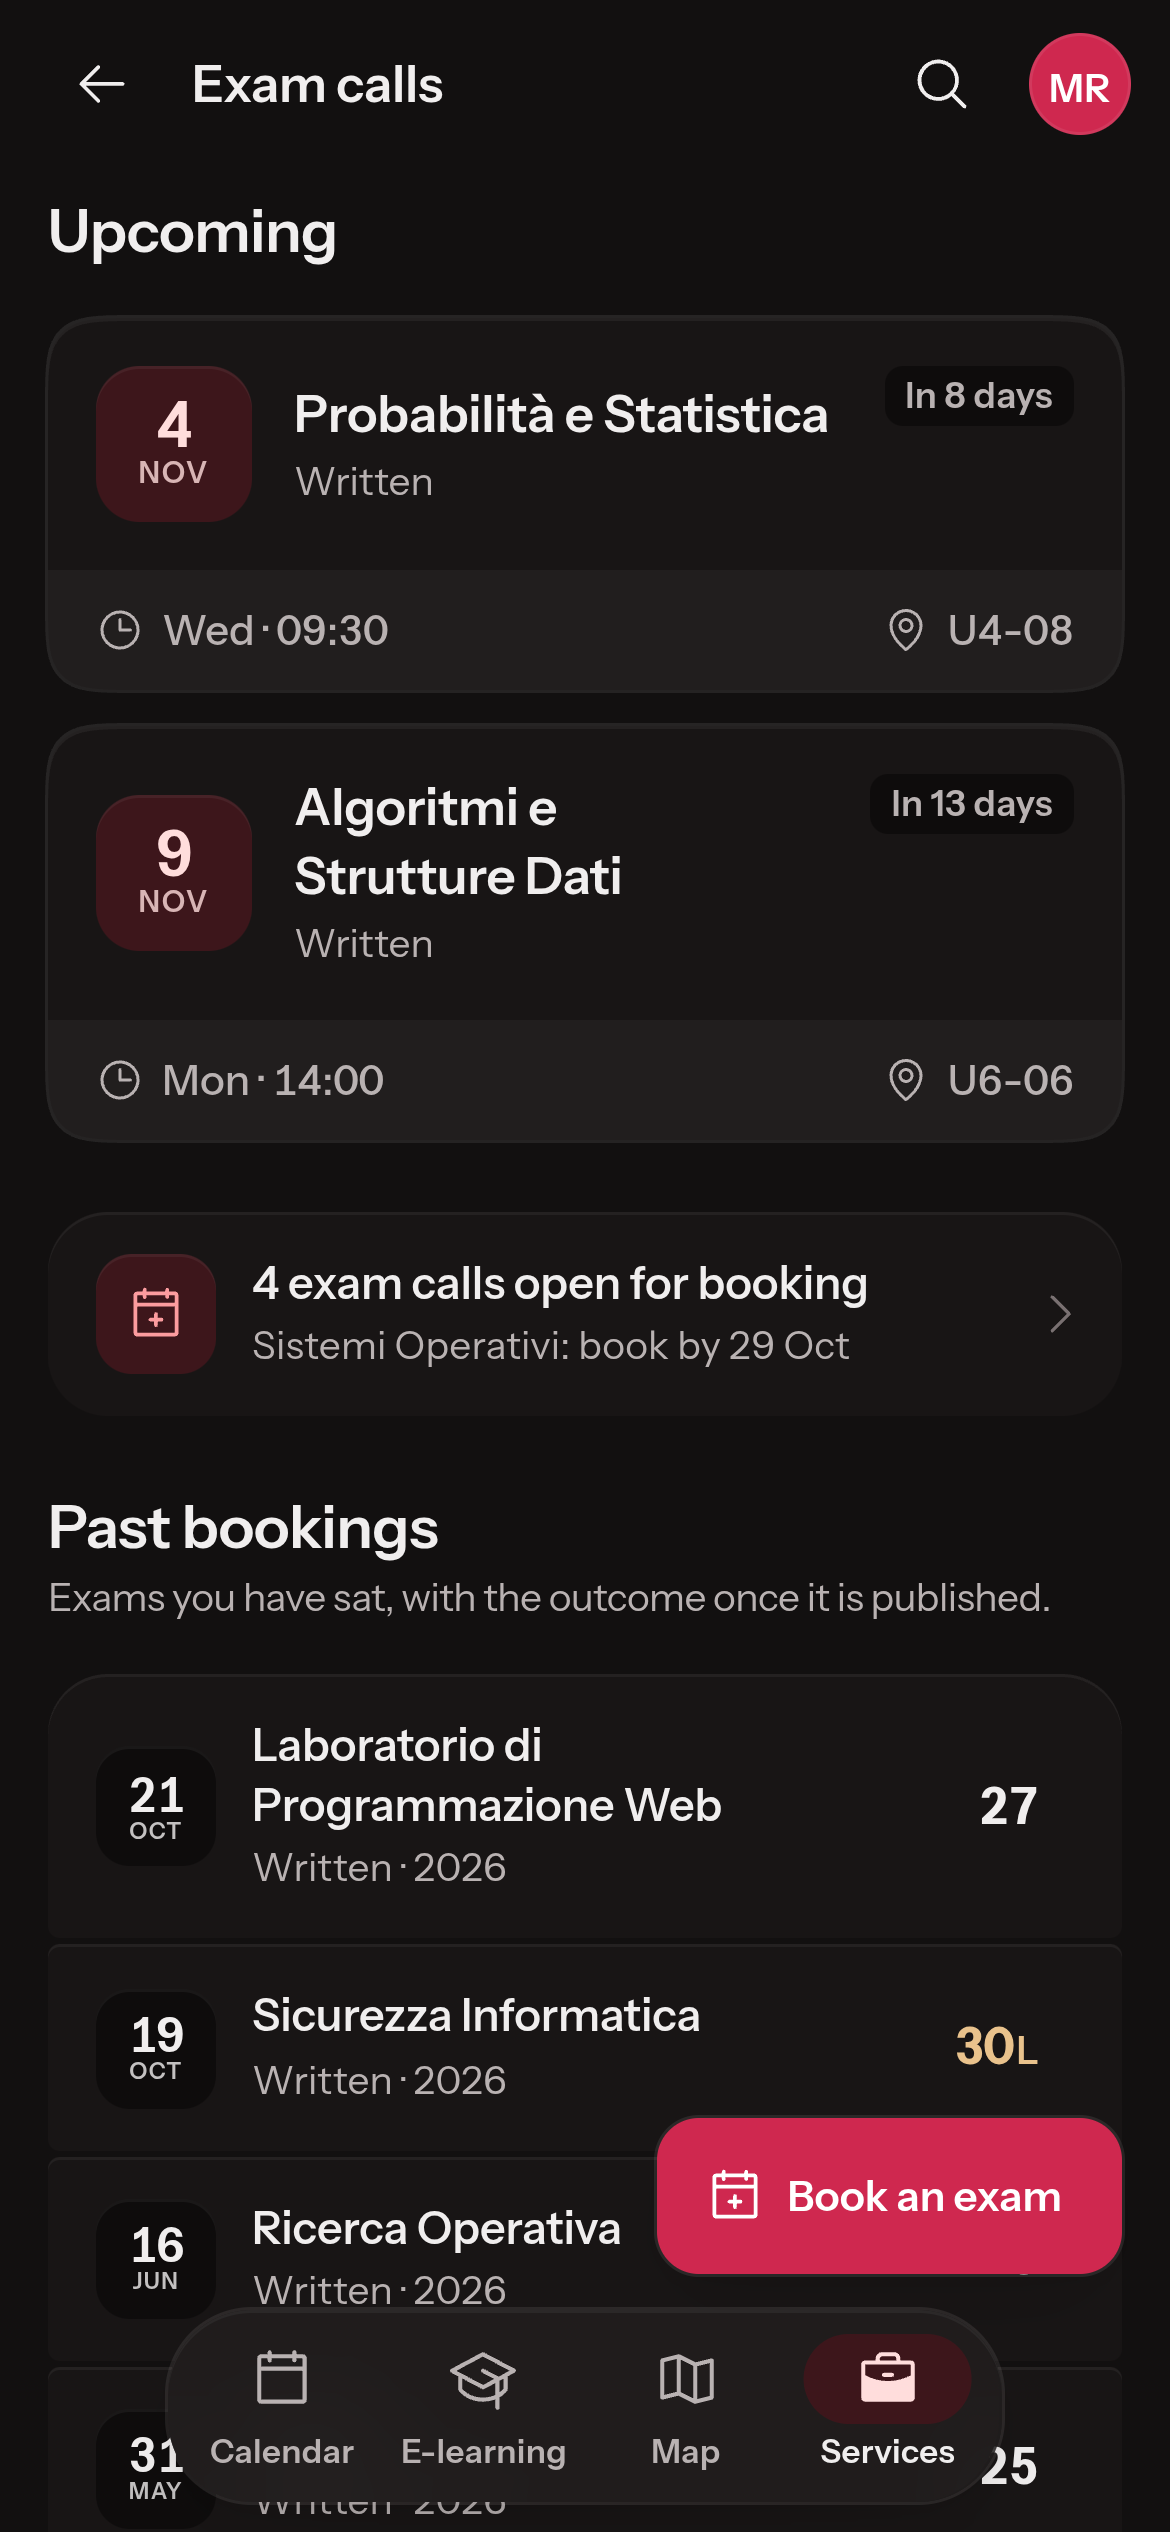 Exam calls
MR
Upcoming
4
NOV
Probabilità e Statistica
Written
In 8 days
Wed · 09:30
U4-08
9
NOV
Algoritmi e
Strutture Dati
Written
In 13 days
Mon · 14:00
U6-06
4 exam calls open for booking
Sistemi Operativi: book by 29 Oct
Past bookings
Exams you have sat, with the outcome once it is published.
21
OCT
Laboratorio di
Programmazione Web
Written · 2026
27
19
OCT
Sicurezza Informatica
Written · 2026
30L
16
JUN
Ricerca Operativa
Written · 2026
Book an exam
31
MAY
Written · 2026
25
Calendar
E-learning
Map
Services